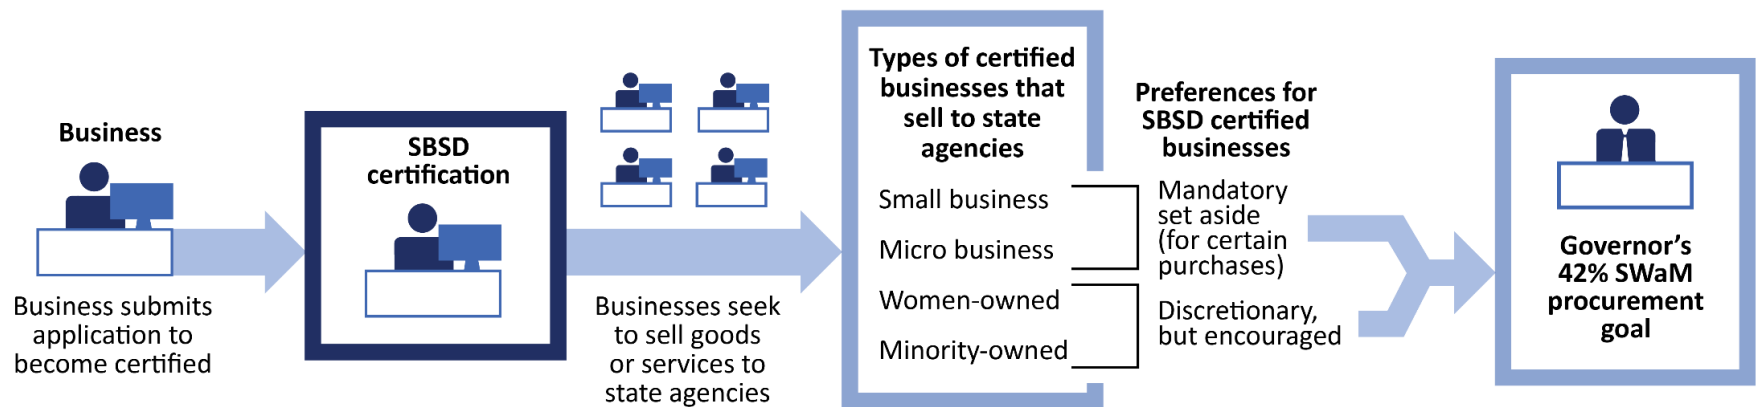 Business
Business submits
application to
become certified
SBSD
certification
Businesses seek
to sell goods
or services to
state agencies
Types of certified
businesses that
sell to state
agencies
Small business
Micro business
Women-owned
Minority-owned
Preferences for
SBSD certified
businesses
Mandatory
set aside
(for certain
purchases)
Discretionary,
but encouraged
Governor’s
42% SWaM
procurement
goal